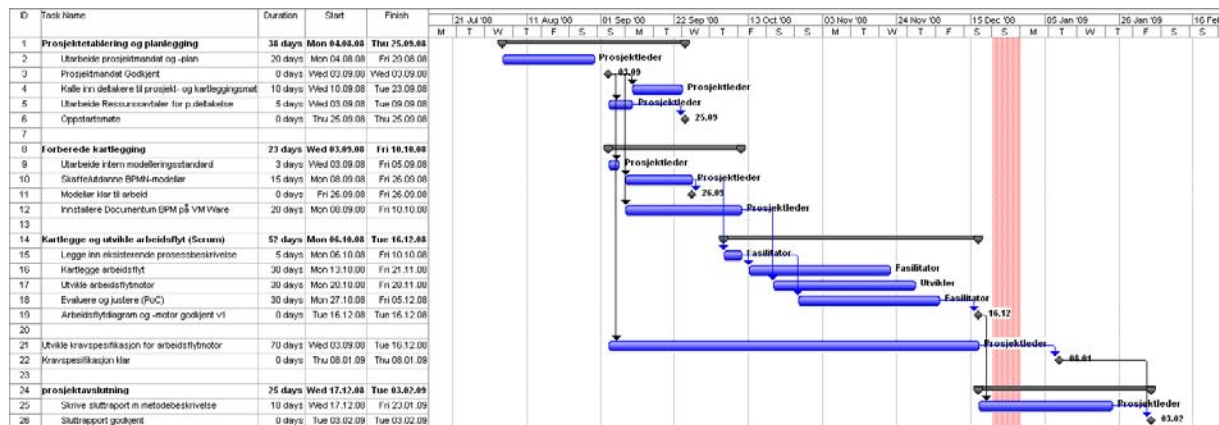 ID Task Name Duration Start Finish 21 Jul '08 11 Aug '08 01 Sep '08 22 Sep '08 13 Oct '08 03 Nov '08 24 Nov '08 15 Dec '08 05 Jan '09 26 Jan '09 16 Feb
M T W T F S S M T W T F S S M T W T F S S
1 Prosjektetablering og planlegging 38 days Mon 04.08.08 Thu 25.09.08
2 Utarbeide prosjektmandat og -plan 20 days Mon 04.08.08 Fri 29.08.08 Prosjektleder
3 Prosjektmandat Godkjent 0 days Wed 03.09.08 Wed 03.09.08 03.09
4 Kalle inn deltakere til prosjekt- og kartleggingsmøt 10 days Wed 10.09.08 Tue 23.09.08 Prosjektleder
5 Utarbeide Ressurssavtaler for p.deltakelse 5 days Wed 03.09.08 Tue 09.09.08 Prosjektleder
6 Oppstartsmøte 0 days Thu 25.09.08 Thu 25.09.08 25.09
7
8 Forberede kartlegging 23 days Wed 03.09.08 Fri 10.10.08
9 Utarbeide intern modelleringsstandard 3 days Wed 03.09.08 Fri 05.09.08 Prosjektleder
10 Skaffe/utdanne BPMN-modellør 15 days Mon 08.09.08 Fri 26.09.08 Prosjektleder
11 Modellør klar til arbeid 0 days Fri 26.09.08 Fri 26.09.08 26.09
12 Innstallere Documentum BPM på VM Ware 20 days Mon 08.09.08 Fri 10.10.08 Prosjektleder
13
14 Kartlegge og utvikle arbeidsflyt (Scrum) 52 days Mon 06.10.08 Tue 16.12.08
15 Legge inn eksisterende prosessbeskrivelse 5 days Mon 06.10.08 Fri 10.10.08 Fasilitator
16 Kartlegge arbeidsflyt 30 days Mon 13.10.08 Fri 21.11.08 Fasilitator
17 Utvikle arbeidsflytmotor 30 days Mon 20.10.08 Fri 28.11.08 Utvikler
18 Evaluere og justere (PoC) 30 days Mon 27.10.08 Fri 05.12.08 Fasilitator
19 Arbeidsflytdiagram og -motor godkjent v1 0 days Tue 16.12.08 Tue 16.12.08 16.12
20
21 Utvikle kravspesifikasjon for arbeidsflytmotor 70 days Wed 03.09.08 Tue 16.12.08 Prosjektleder
22 Kravspesifikasjon klar 0 days Thu 08.01.09 Thu 08.01.09 08.01
23
24 prosjektavslutning 25 days Wed 17.12.08 Tue 03.02.09
25 Skrive sluttraport m metodebeskrivelse 18 days Wed 17.12.08 Fri 23.01.09 Prosjektleder
26 Sluttrapport godkjent 0 days Tue 03.02.09 Tue 03.02.09 03.02